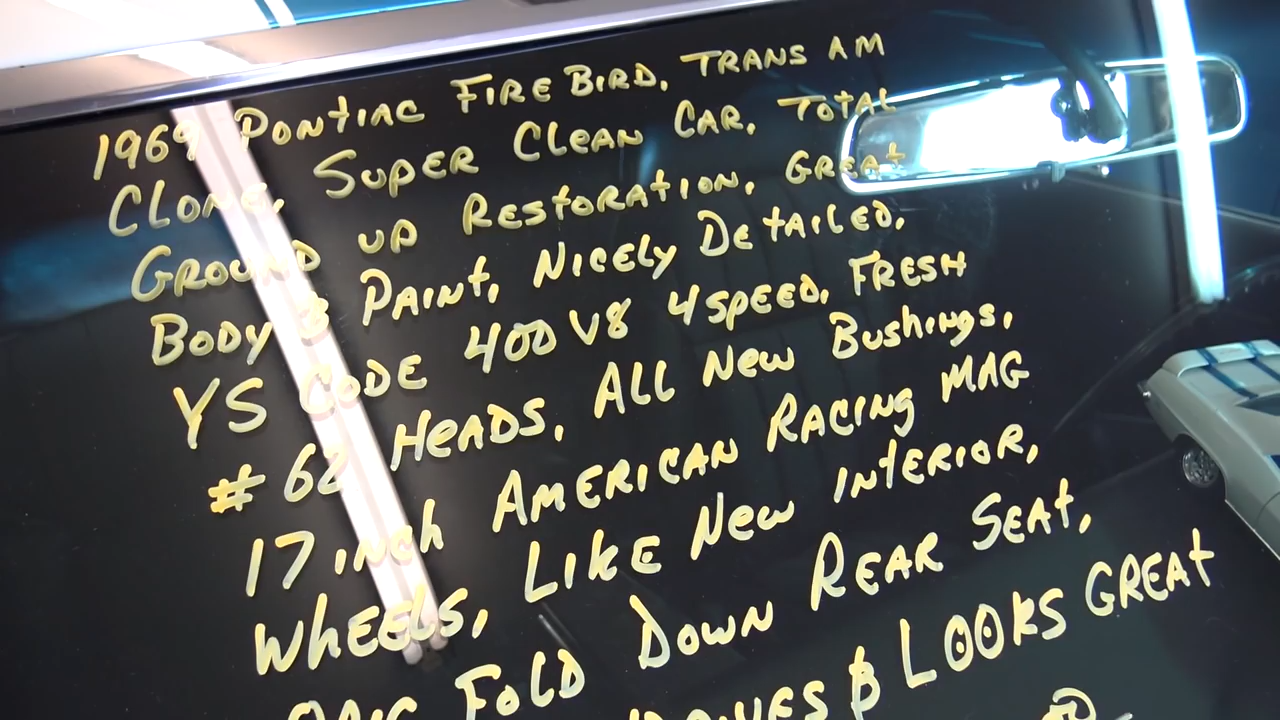 1969 Pontiac FireBird, Trans Am
Clone, Super Clean Car, Total
Ground up Restoration, Great
Body & Paint, Nicely Detailed,
YS Code 400 V8 4 speed, Fresh
# 62 Heads, All New Bushings,
17 inch American Racing Mag
Wheels, Like New Interior,
Orig Fold Down Rear Seat,
Drives & Looks Great